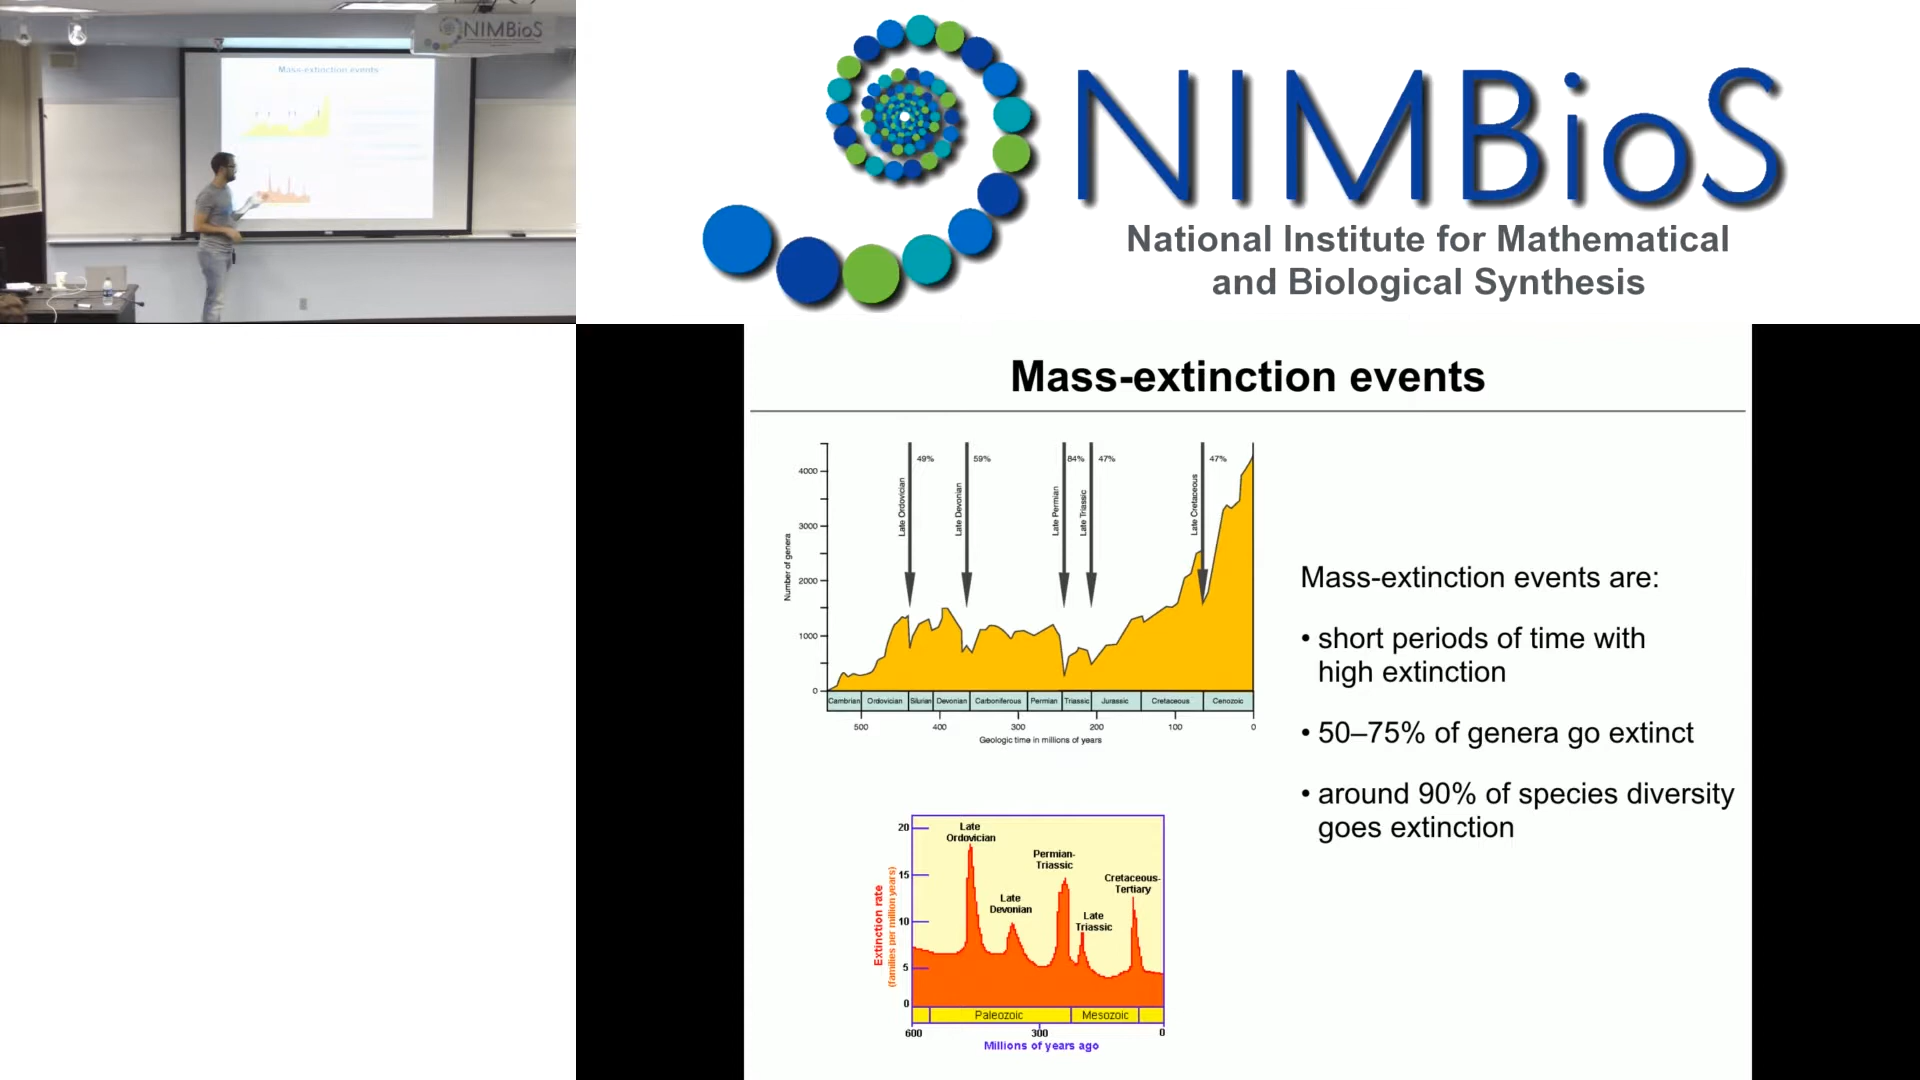 NIMBioS
Mass-extinction events
NIMBioS
National Institute for Mathematical
and Biological Synthesis
Mass-extinction events
49%
59%
84%
47%
47%
Late Ordovician
Late Devonian
Late Permian
Late Triassic
Late Cretaceous
Number of genera
4000
3000
2000
1000
0
Cambrian
Ordovician
Silurian
Devonian
Carboniferous
Permian
Triassic
Jurassic
Cretaceous
Cenozoic
500
400
300
200
100
0
Geologic time in millions of years
Mass-extinction events are:
• short periods of time with
high extinction
• 50–75% of genera go extinct
• around 90% of species diversity
goes extinction
Extinction rate
(families per million years)
20
15
10
5
0
Late
Ordovician
Late
Devonian
Permian-
Triassic
Late
Triassic
Cretaceous-
Tertiary
Paleozoic
Mesozoic
600
300
0
Millions of years ago